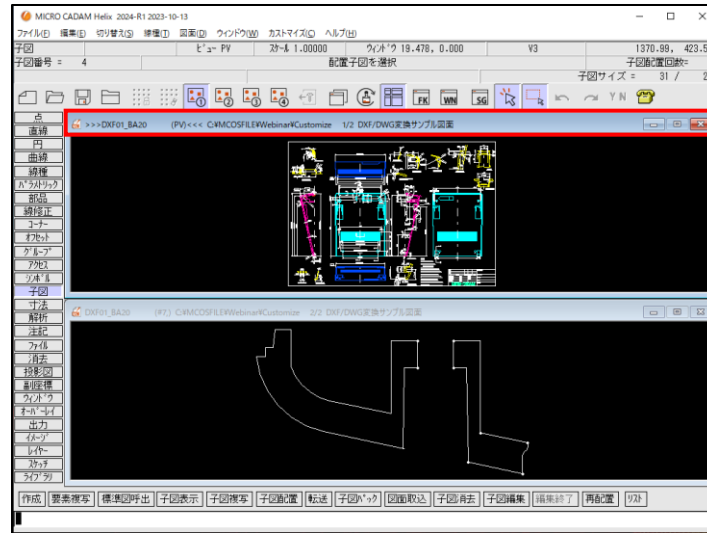 MICRO CADAM Helix 2024-R1 2023-10-13
ファイル(F) 編集(E) 切り替え(S) 線種(T) 図面(D) ウィンドウ(W) カストマイズ(C) ヘルプ(H)
子図 ビュー PV スケール 1.00000 ウィンドウ 19.478, 0.000 V3 1370.99, 423.5
子図番号 = 4 配置子図を選択 子図配置回数=
子図サイズ = 31 / 2
FK WN SG Y N
点
直線
円
曲線
線種
パラストリック
部品
線修正
コーナー
オフセット
グループ
アクセス
シンボル
子図
寸法
解析
注記
ファイル
消去
投影図
副座標
ウィンドウ
オーバーレイ
出力
イメージ
レイヤー
スケッチ
ライブラリ
>>>DXF01_BA20 (PV)<<< C:¥MCOSFILE¥Webinar¥Customize 1/2 DXF/DWG変換サンプル図面
DXF01_BA20 (#7,) C:¥MCOSFILE¥Webinar¥Customize 2/2 DXF/DWG変換サンプル図面
作成 要素複写 標準図呼出 子図表示 子図複写 子図配置 転送 子図パック 図面取込 子図消去 子図編集 編集終了 再配置 リスト